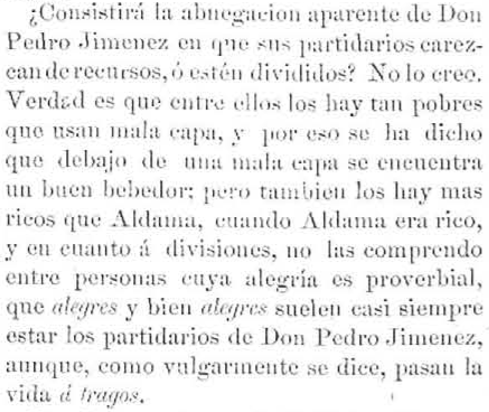 ¿Consistirá la abnegacion aparente de Don
Pedro Jimenez en que sus partidarios carez-
can de recursos, ó estén divididos? No lo creo.
Verdad es que entre ellos los hay tan pobres
que usan mala capa, y por eso se ha dicho
que debajo de una mala capa se encuentra
un buen bebedor; pero tambien los hay mas
ricos que Aldama, cuando Aldama era rico,
y en cuanto á divisiones, no las comprendo
entre personas cuya alegría es proverbial,
que alegres y bien alegres suelen casi siempre
estar los partidarios de Don Pedro Jimenez,
aunque, como vulgarmente se dice, pasan la
vida á tragos.